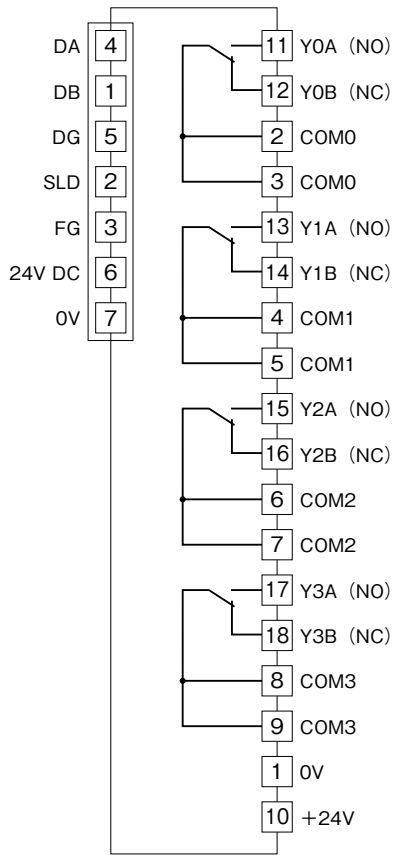 DA 4
DB 1
DG 5
SLD 2
FG 3
24V DC 6
0V 7
11 Y0A (NO)
12 Y0B (NC)
2 COM0
3 COM0
13 Y1A (NO)
14 Y1B (NC)
4 COM1
5 COM1
15 Y2A (NO)
16 Y2B (NC)
6 COM2
7 COM2
17 Y3A (NO)
18 Y3B (NC)
8 COM3
9 COM3
1 0V
10 +24V